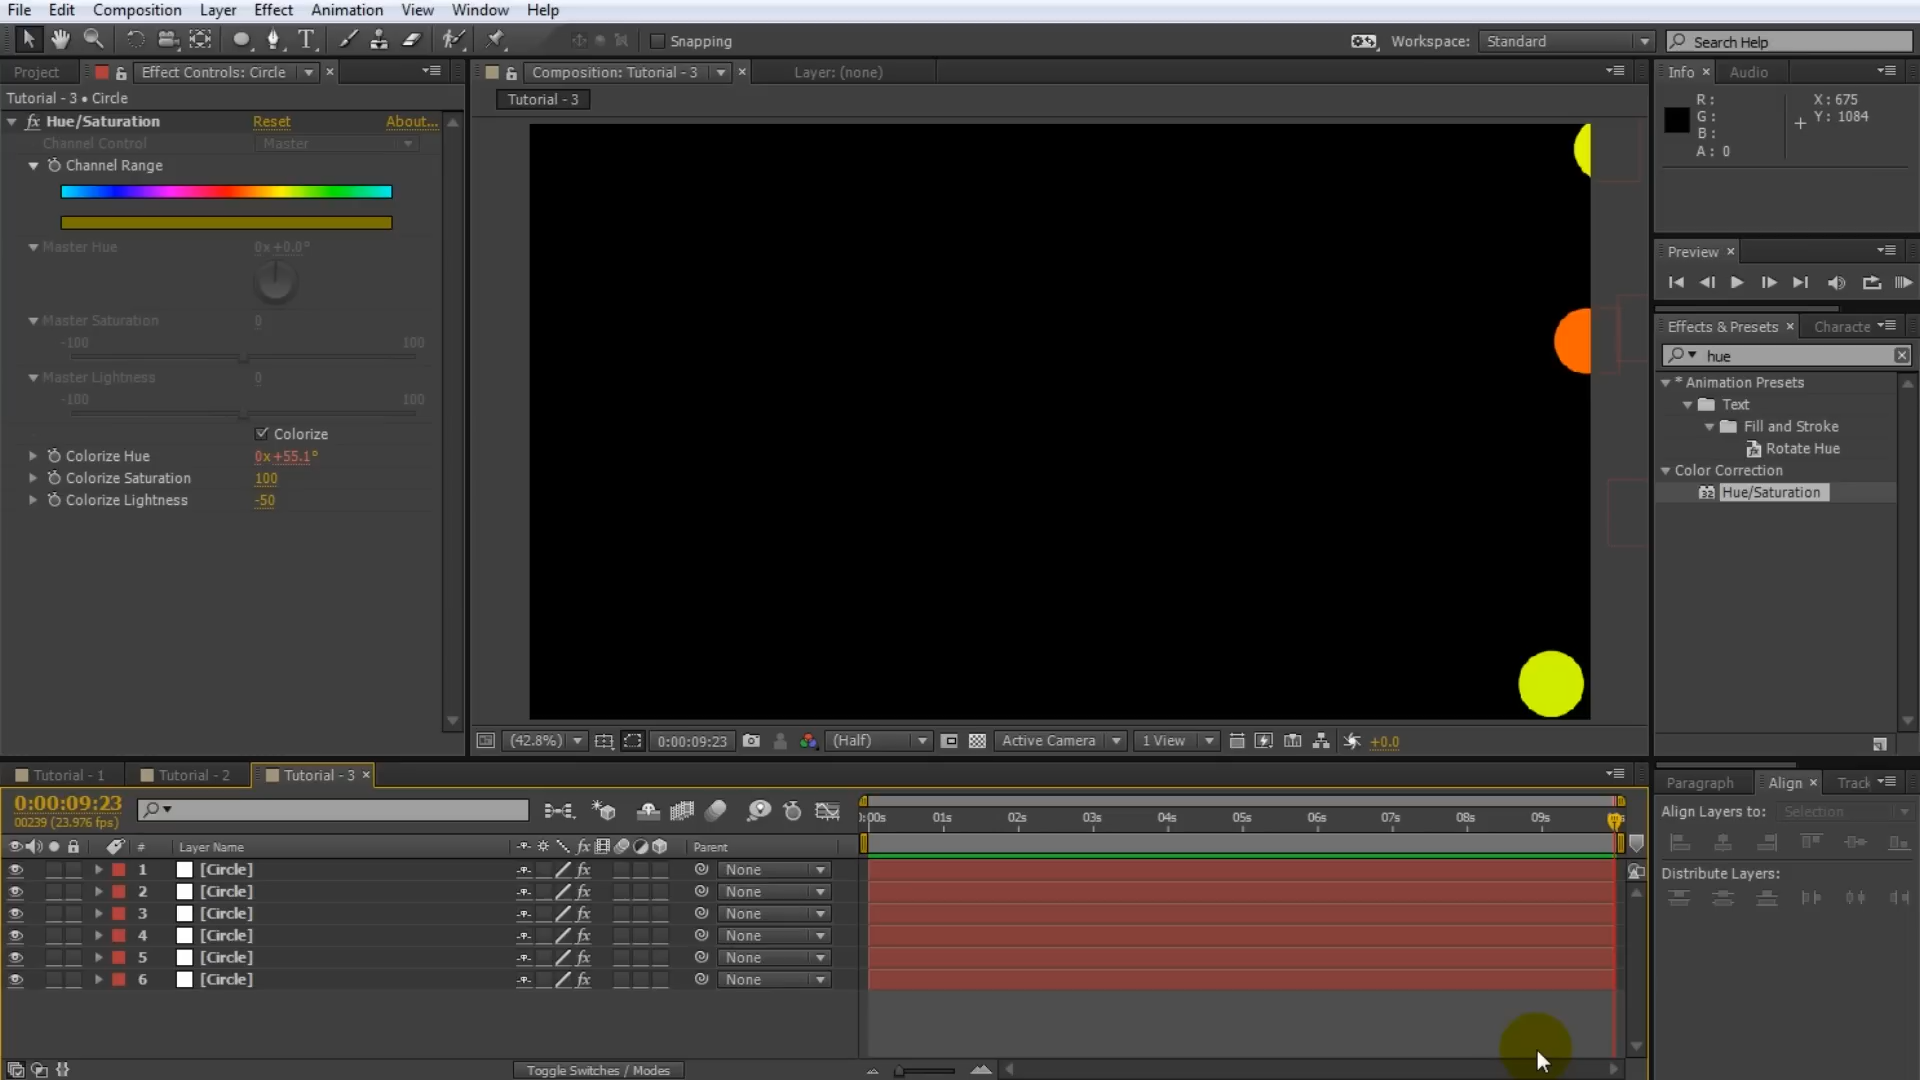 File Edit Composition Layer Effect Animation View Window Help
Snapping
Workspace: Standard
Search Help
Project
Effect Controls: Circle
Composition: Tutorial - 3
Layer: (none)
Info
Audio
Tutorial - 3 • Circle
Tutorial - 3
fx Hue/Saturation Reset About...
Channel Control Master
Channel Range
Master Hue 0x +0.0°
Master Saturation 0
-100 100
Master Lightness 0
-100 100
Colorize
Colorize Hue 0x +55.1°
Colorize Saturation 100
Colorize Lightness -50
R: X: 675
G: Y: 1084
B:
A: 0
Preview
Effects & Presets
Characte
hue
* Animation Presets
Text
Fill and Stroke
Rotate Hue
Color Correction
32 Hue/Saturation
(42.8%) 0:00:09:23 (Half) Active Camera 1 View +0.0
Tutorial - 1
Tutorial - 2
Tutorial - 3
0:00:09:23
00239 (23.976 fps)
):00s 01s 02s 03s 04s 05s 06s 07s 08s 09s
# Layer Name fx Parent
1 [Circle] fx None
2 [Circle] fx None
3 [Circle] fx None
4 [Circle] fx None
5 [Circle] fx None
6 [Circle] fx None
Toggle Switches / Modes
Paragraph
Align
Track
Align Layers to: Selection
Distribute Layers: